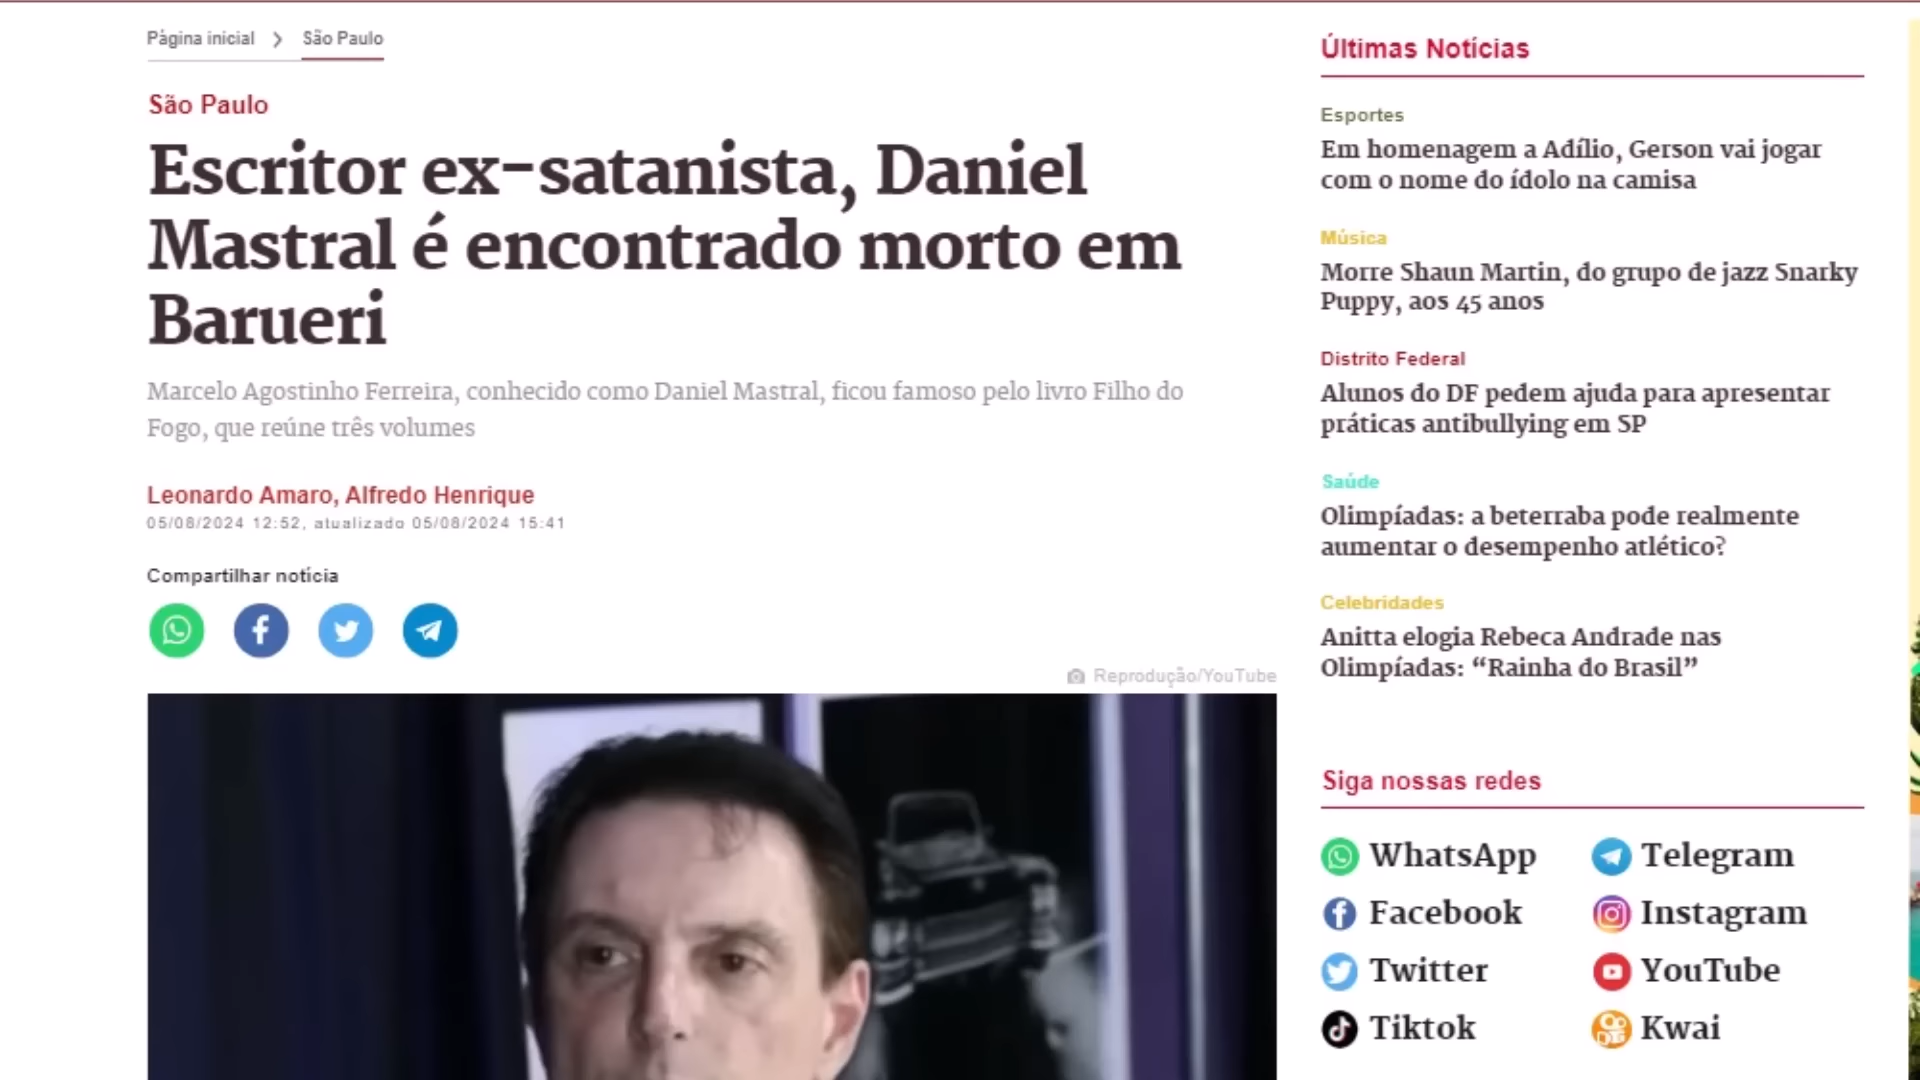 Página inicial > São Paulo
São Paulo
Escritor ex-satanista, Daniel
Mastral é encontrado morto em
Barueri
Marcelo Agostinho Ferreira, conhecido como Daniel Mastral, ficou famoso pelo livro Filho do
Fogo, que reúne três volumes
Leonardo Amaro, Alfredo Henrique
05/08/2024 12:52, atualizado 05/08/2024 15:41
Compartilhar notícia
Reprodução/YouTube
Últimas Notícias
Esportes
Em homenagem a Adílio, Gerson vai jogar
com o nome do ídolo na camisa
Música
Morre Shaun Martin, do grupo de jazz Snarky
Puppy, aos 45 anos
Distrito Federal
Alunos do DF pedem ajuda para apresentar
práticas antibullying em SP
Saúde
Olimpíadas: a beterraba pode realmente
aumentar o desempenho atlético?
Celebridades
Anitta elogia Rebeca Andrade nas
Olimpíadas: “Rainha do Brasil”
Siga nossas redes
WhatsApp
Telegram
Facebook
Instagram
Twitter
YouTube
Tiktok
Kwai